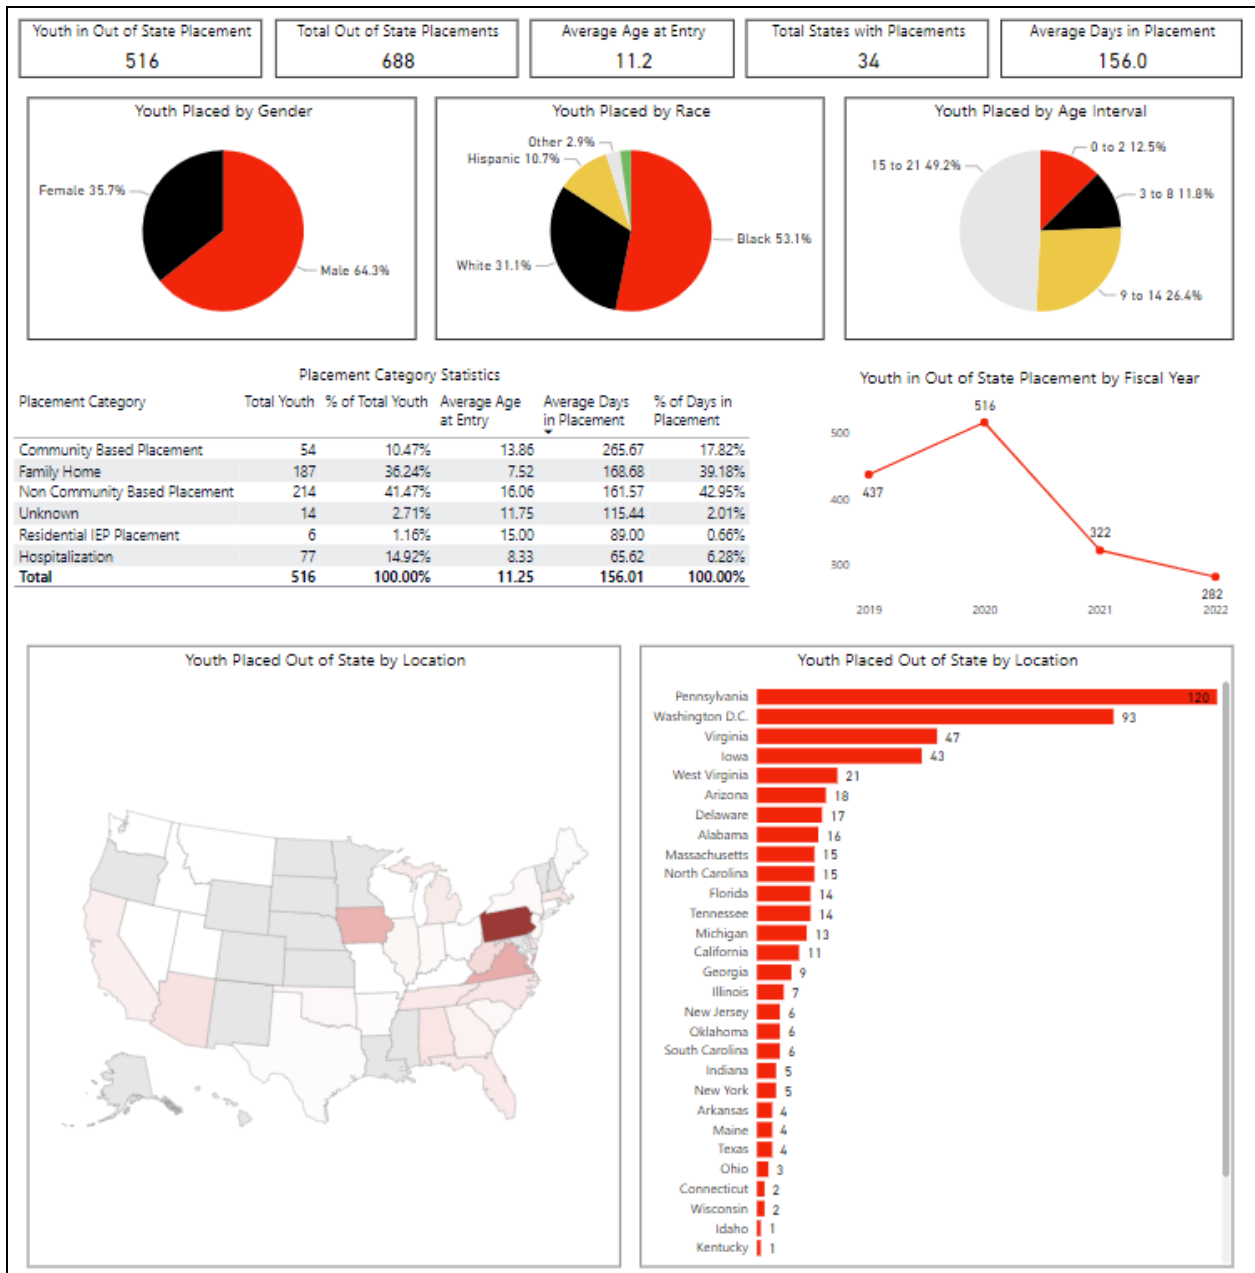 Youth in Out of State Placement
516
Total Out of State Placements
688
Average Age at Entry
11.2
Total States with Placements
34
Average Days in Placement
156.0
Youth Placed by Gender
Female 35.7%
Male 64.3%
Youth Placed by Race
Other 2.9%
Hispanic 10.7%
White 31.1%
Black 53.1%
Youth Placed by Age Interval
15 to 21 49.2%
0 to 2 12.5%
3 to 8 11.8%
9 to 14 26.4%
Placement Category Statistics
Placement Category Total Youth % of Total Youth Average Age at Entry Average Days in Placement % of Days in Placement
Community Based Placement 54 10.47% 13.86 265.67 17.82%
Family Home 187 36.24% 7.52 168.68 39.18%
Non Community Based Placement 214 41.47% 16.06 161.57 42.95%
Unknown 14 2.71% 11.75 115.44 2.01%
Residential IEP Placement 6 1.16% 15.00 89.00 0.66%
Hospitalization 77 14.92% 8.33 65.62 6.28%
Total 516 100.00% 11.25 156.01 100.00%
Youth in Out of State Placement by Fiscal Year
516
500
437
400
322
300
282
2019 2020 2021 2022
Youth Placed Out of State by Location
Youth Placed Out of State by Location
Pennsylvania 120
Washington D.C. 93
Virginia 47
Iowa 43
West Virginia 21
Arizona 18
Delaware 17
Alabama 16
Massachusetts 15
North Carolina 15
Florida 14
Tennessee 14
Michigan 13
California 11
Georgia 9
Illinois 7
New Jersey 6
Oklahoma 6
South Carolina 6
Indiana 5
New York 5
Arkansas 4
Maine 4
Texas 4
Ohio 3
Connecticut 2
Wisconsin 2
Idaho 1
Kentucky 1